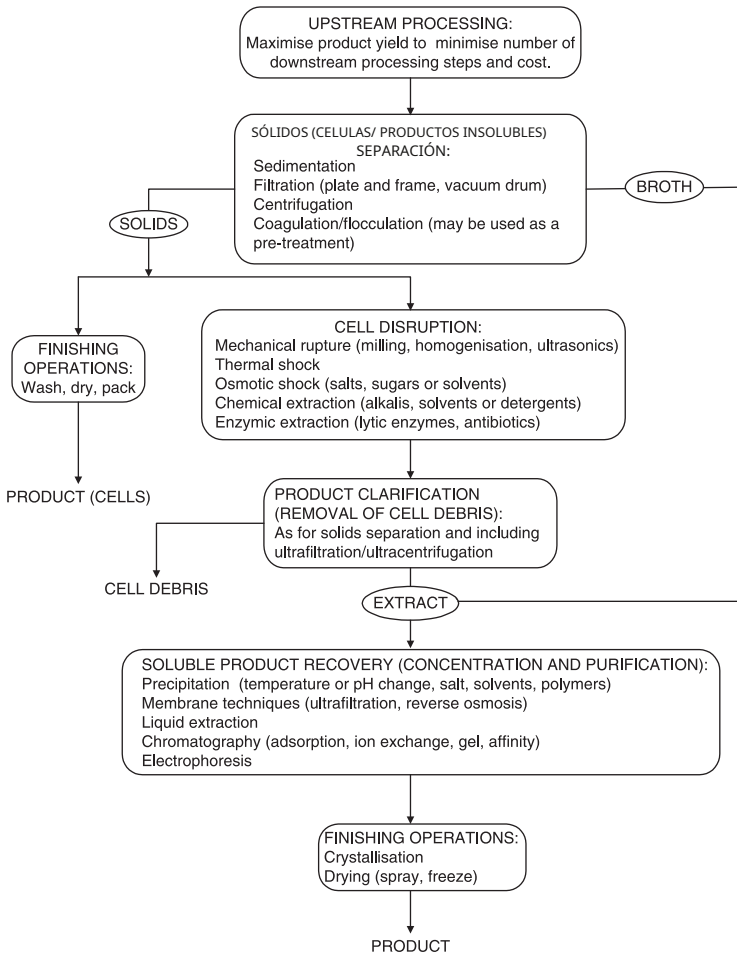 UPSTREAM PROCESSING:
Maximise product yield to minimise number of
downstream processing steps and cost.
SÓLIDOS (CELULAS/ PRODUCTOS INSOLUBLES)
SEPARACIÓN:
Sedimentation
Filtration (plate and frame, vacuum drum)
Centrifugation
Coagulation/flocculation (may be used as a
pre-treatment)
BROTH
SOLIDS
FINISHING
OPERATIONS:
Wash, dry, pack
CELL DISRUPTION:
Mechanical rupture (milling, homogenisation, ultrasonics)
Thermal shock
Osmotic shock (salts, sugars or solvents)
Chemical extraction (alkalis, solvents or detergents)
Enzymic extraction (lytic enzymes, antibiotics)
PRODUCT (CELLS)
PRODUCT CLARIFICATION
(REMOVAL OF CELL DEBRIS):
As for solids separation and including
ultrafiltration/ultracentrifugation
CELL DEBRIS
EXTRACT
SOLUBLE PRODUCT RECOVERY (CONCENTRATION AND PURIFICATION):
Precipitation (temperature or pH change, salt, solvents, polymers)
Membrane techniques (ultrafiltration, reverse osmosis)
Liquid extraction
Chromatography (adsorption, ion exchange, gel, affinity)
Electrophoresis
FINISHING OPERATIONS:
Crystallisation
Drying (spray, freeze)
PRODUCT